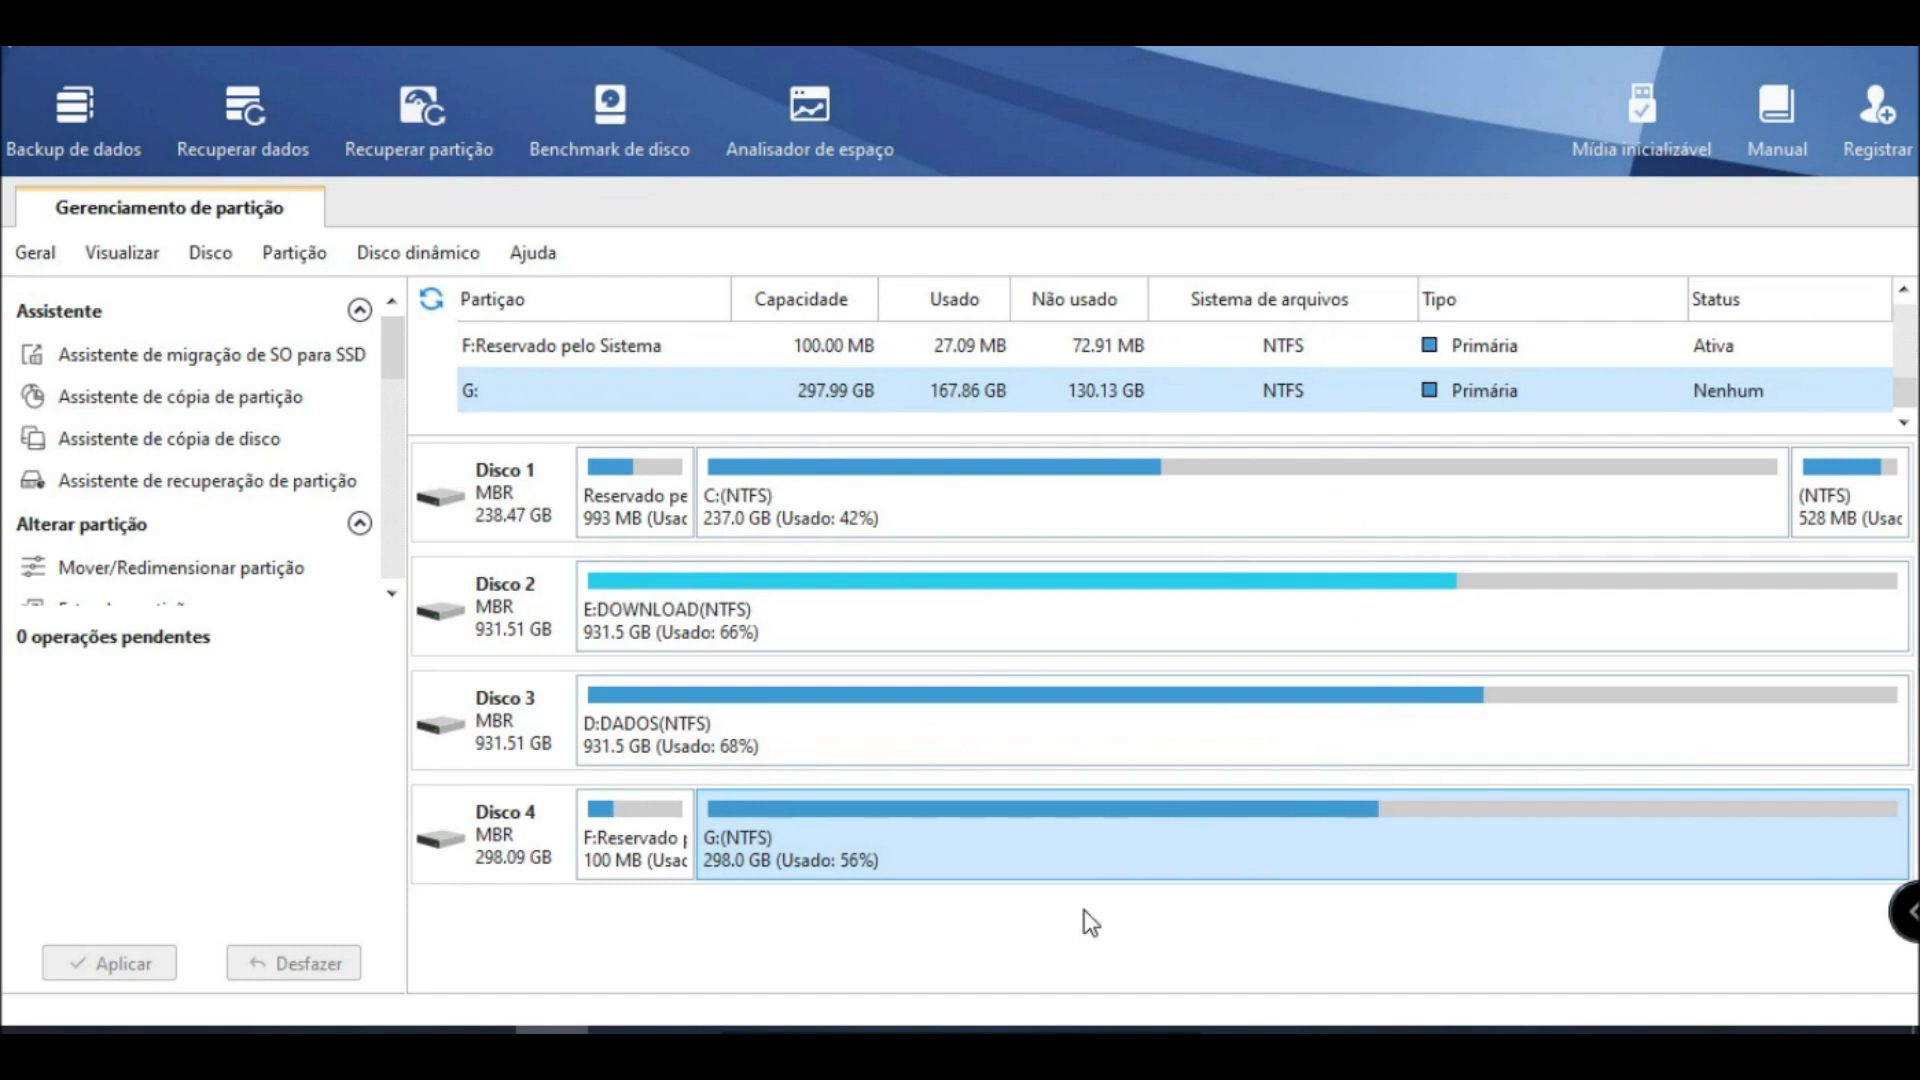 Backup de dados
Recuperar dados
Recuperar partição
Benchmark de disco
Analisador de espaço
Mídia inicializável
Manual
Registrar
Gerenciamento de partição
Geral Visualizar Disco Partição Disco dinâmico Ajuda
Assistente
Assistente de migração de SO para SSD
Assistente de cópia de partição
Assistente de cópia de disco
Assistente de recuperação de partição
Alterar partição
Mover/Redimensionar partição
0 operações pendentes
Aplicar
Desfazer
Partiçao Capacidade Usado Não usado Sistema de arquivos Tipo Status
F:Reservado pelo Sistema 100.00 MB 27.09 MB 72.91 MB NTFS Primária Ativa
G: 297.99 GB 167.86 GB 130.13 GB NTFS Primária Nenhum
Disco 1
MBR
238.47 GB
Reservado pe
993 MB (Usac
C:(NTFS)
237.0 GB (Usado: 42%)
(NTFS)
528 MB (Usac
Disco 2
MBR
931.51 GB
E:DOWNLOAD(NTFS)
931.5 GB (Usado: 66%)
Disco 3
MBR
931.51 GB
D:DADOS(NTFS)
931.5 GB (Usado: 68%)
Disco 4
MBR
298.09 GB
F:Reservado
100 MB (Usac
G:(NTFS)
298.0 GB (Usado: 56%)